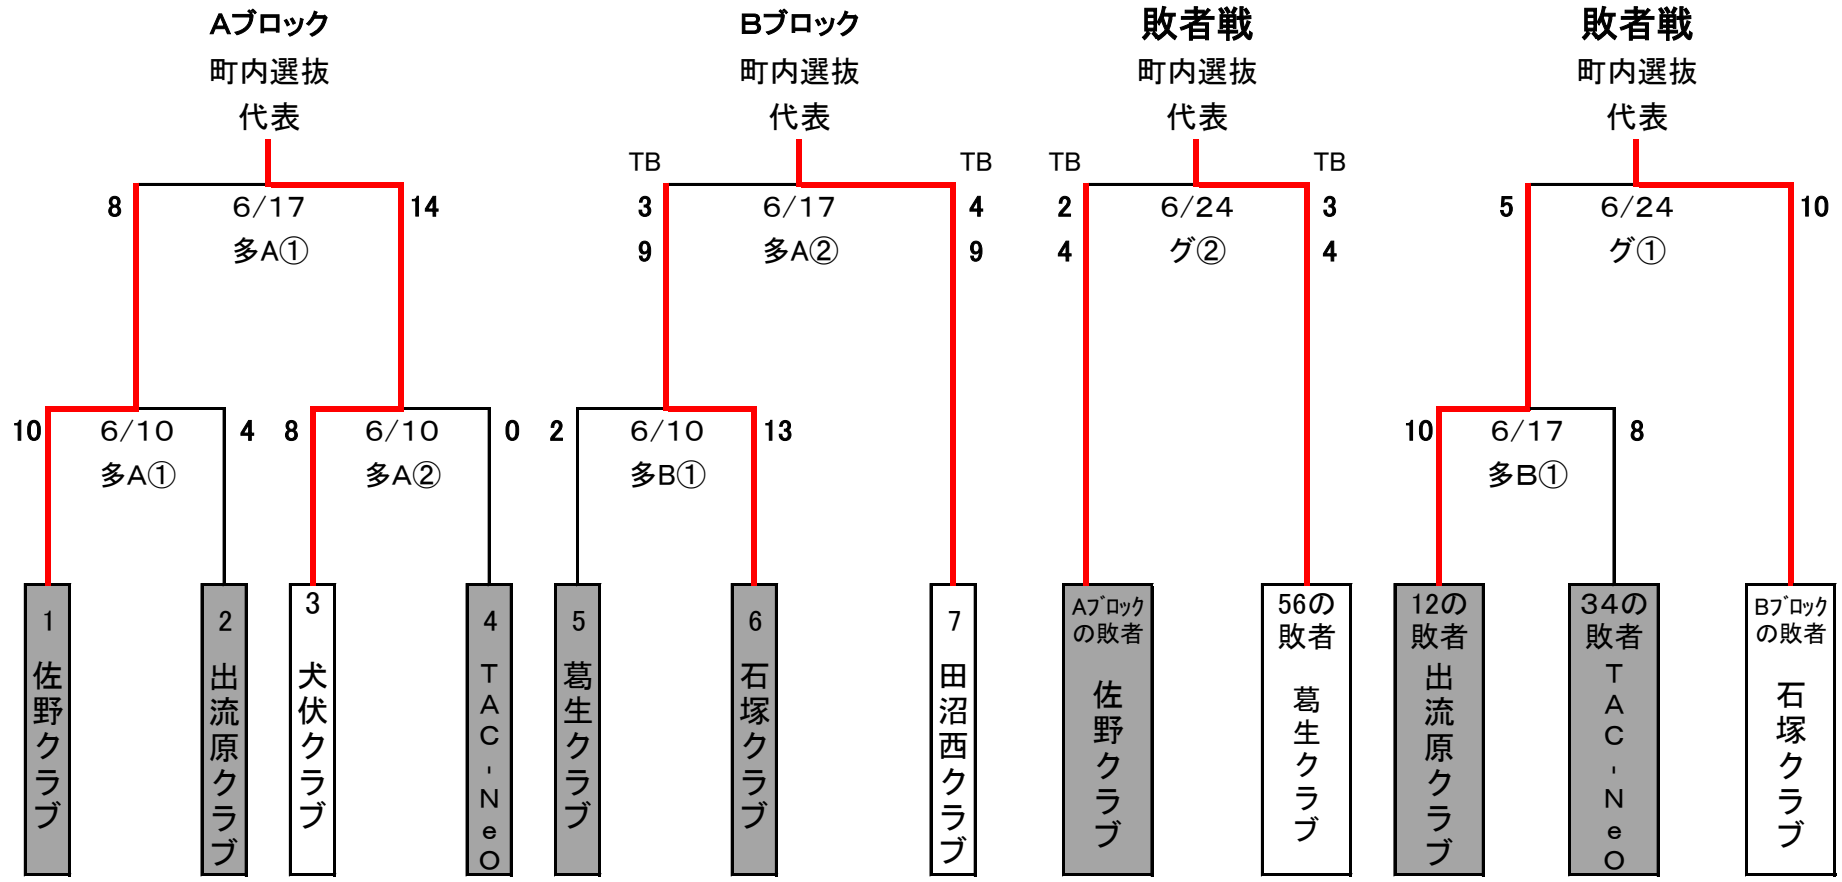 Aブロック
町内選抜
代表
8
14
6/17
多A①
10
6/10
4
多A①
8
6/10
0
多A②
1
佐野クラブ
2
出流原クラブ
3
犬伏クラブ
4
TAC-NeO
Bブロック
町内選抜
代表
TB
TB
3
6/17
4
9
多A②
9
2
6/10
13
多B①
5
葛生クラブ
6
石塚クラブ
7
田沼西クラブ
敗者戦
町内選抜
代表
TB
TB
2
6/24
3
4
グ②
4
Aブロック
の敗者
佐野クラブ
56の
敗者
葛生クラブ
敗者戦
町内選抜
代表
5
6/24
10
グ①
10
6/17
8
多B①
12の
敗者
出流原クラブ
34の
敗者
TAC-NeO
Bブロック
の敗者
石塚クラブ